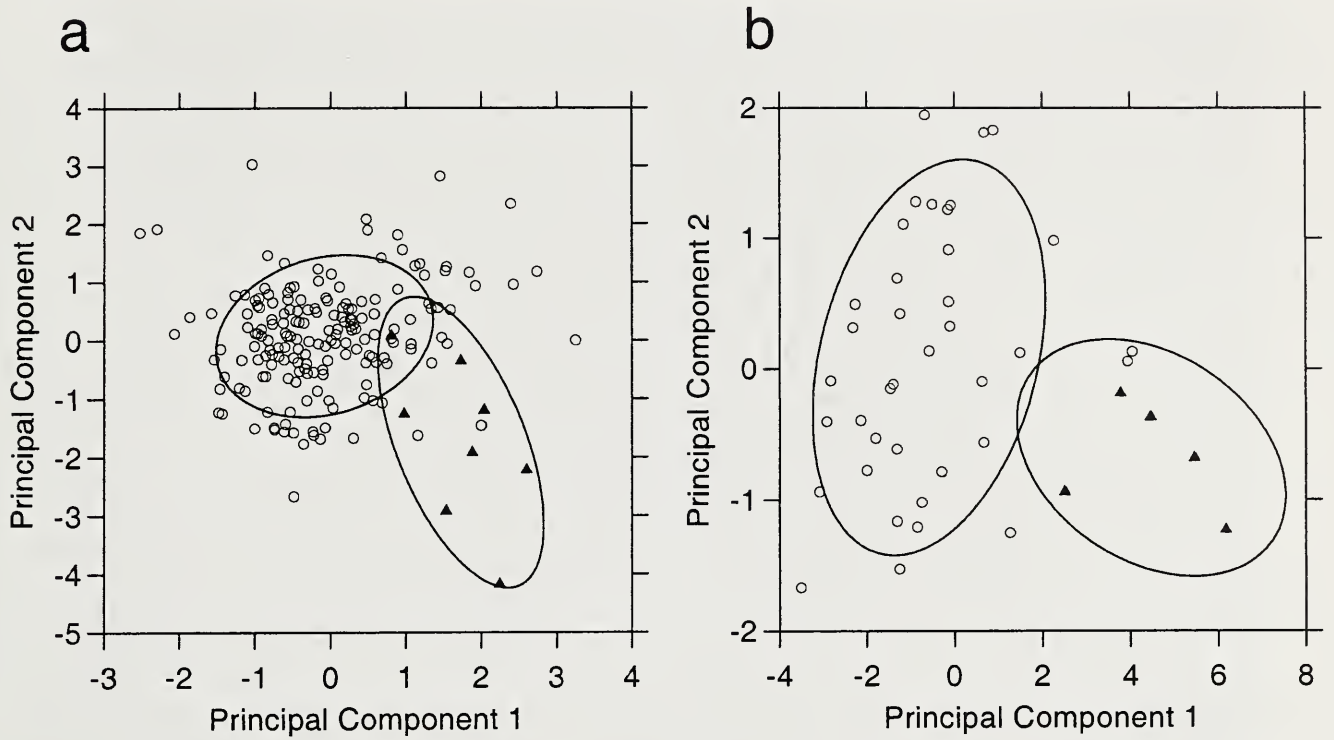 a
b
4
3
2
1
0
-1
-2
-3
-4
-5
Principal Component 2
-3 -2 -1 0 1 2 3 4
Principal Component 1
2
1
0
-1
-2
Principal Component 2
-4 -2 0 2 4 6 8
Principal Component 1